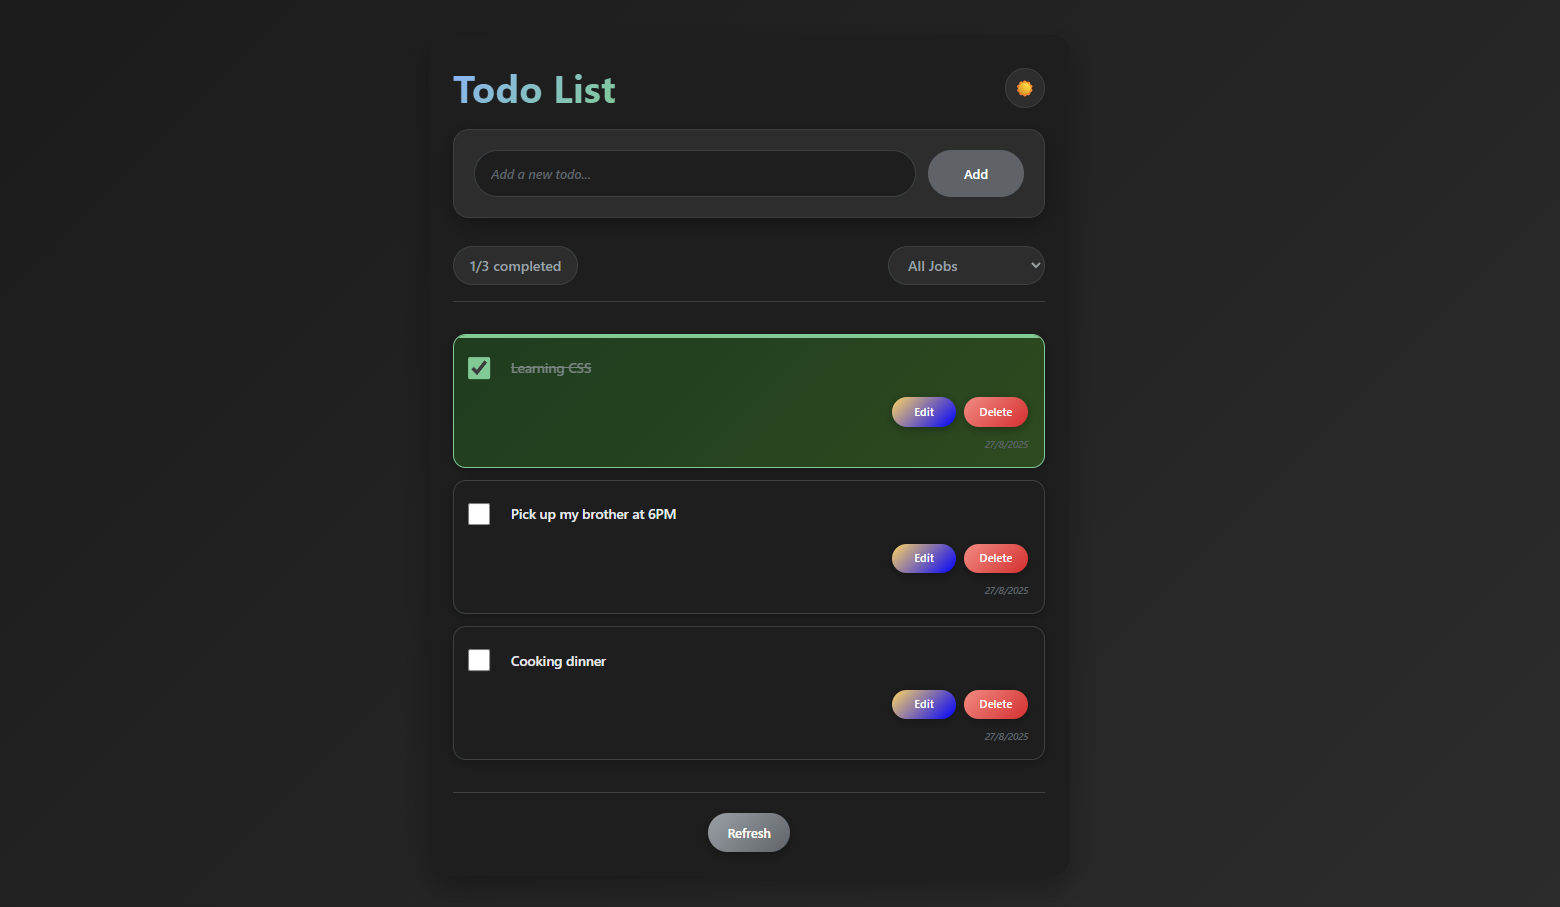 Todo List
Add a new todo...
Add
1/3 completed
All Jobs
Learning CSS
Edit
Delete
27/8/2025
Pick up my brother at 6PM
Edit
Delete
27/8/2025
Cooking dinner
Edit
Delete
27/8/2025
Refresh